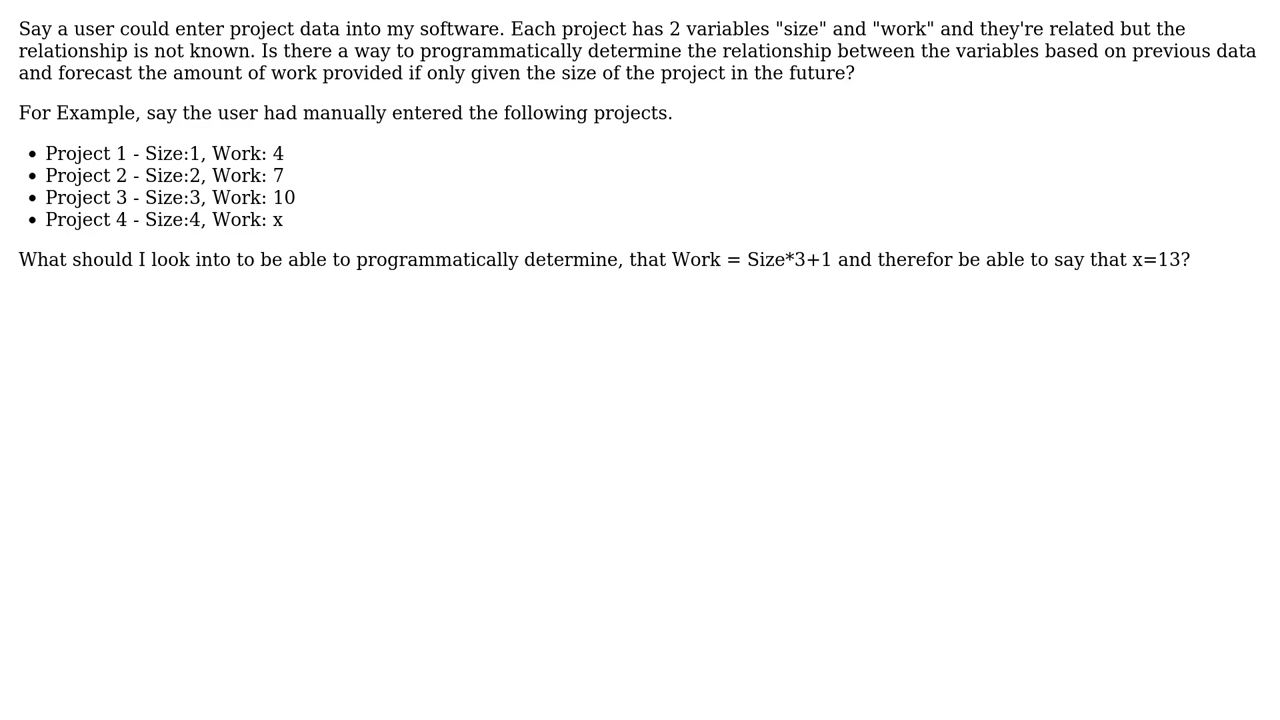 Say a user could enter project data into my software. Each project has 2 variables "size" and "work" and they're related but the
relationship is not known. Is there a way to programmatically determine the relationship between the variables based on previous data
and forecast the amount of work provided if only given the size of the project in the future?
For Example, say the user had manually entered the following projects.
• Project 1 - Size:1, Work: 4
• Project 2 - Size:2, Work: 7
• Project 3 - Size:3, Work: 10
• Project 4 - Size:4, Work: x
What should I look into to be able to programmatically determine, that Work = Size*3+1 and therefor be able to say that x=13?